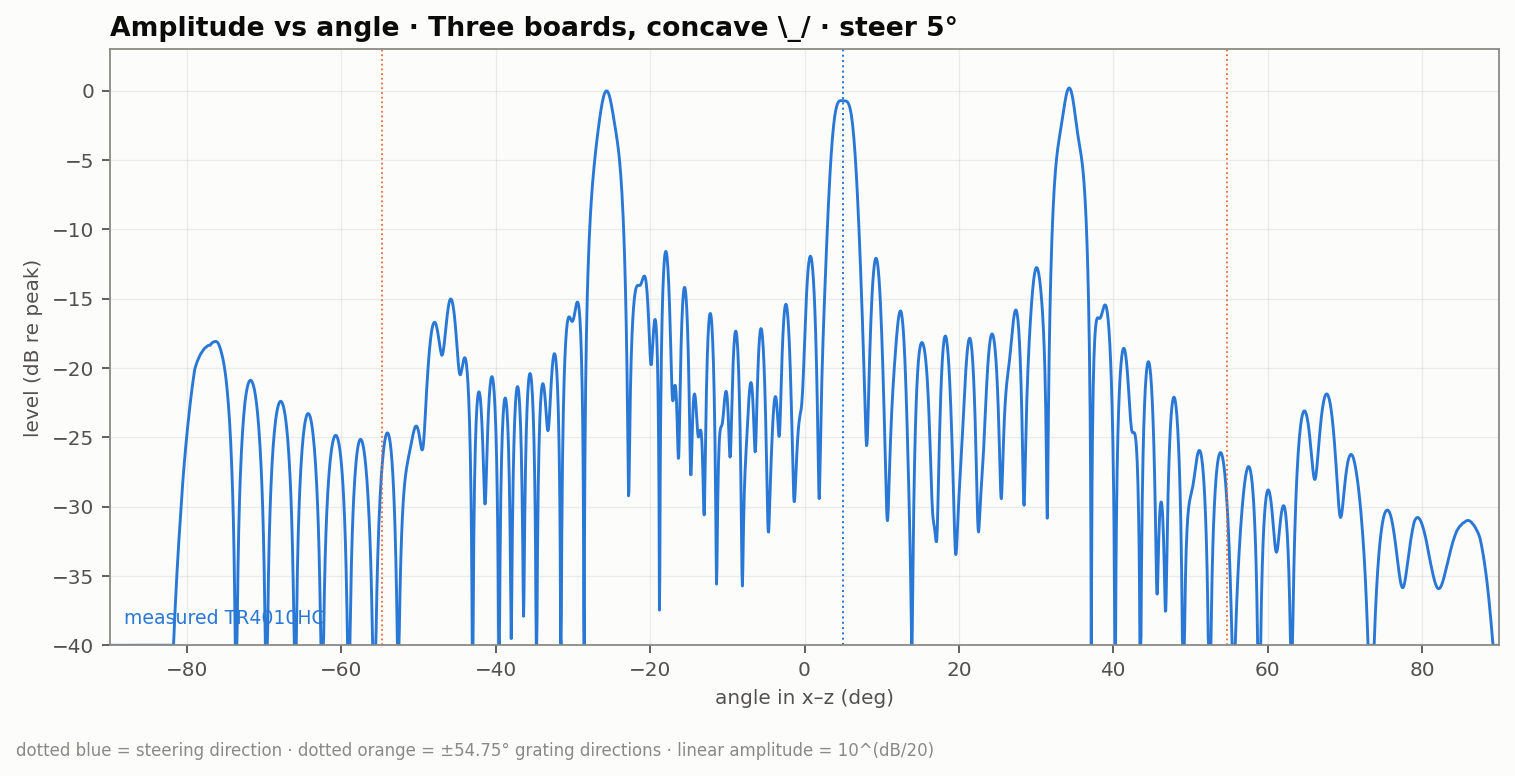 Amplitude vs angle · Three boards, concave \_/ · steer 5°
level (dB re peak)
0
−5
−10
−15
−20
−25
−30
−35
−40
measured TR4010HC
−80 −60 −40 −20 0 20 40 60 80
angle in x–z (deg)
dotted blue = steering direction · dotted orange = ±54.75° grating directions · linear amplitude = 10^(dB/20)